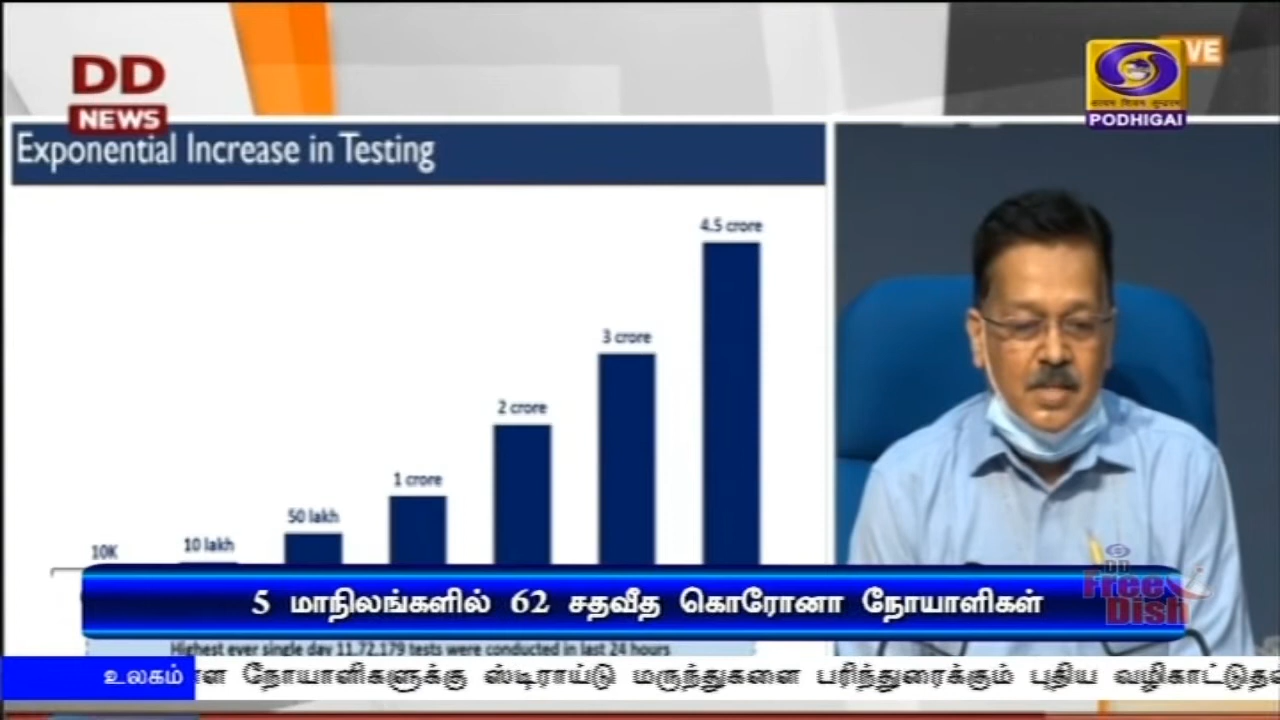 DD
NEWS
PODHIGAI
Exponential Increase in Testing
4.5 crore
3 crore
2 crore
1 crore
50 lakh
10 lakh
10K
5 மாநிலங்களில் 62 சதவீத கொரோனா நோயாளிகள்
DD
Free
Dish
Highest ever single day 11,72,179 tests were conducted in last 24 hours
உலகம் நோயாளிகளுக்கு ஸ்டிராய்டு மருந்துகளை பரிந்துரைக்கும் புதிய